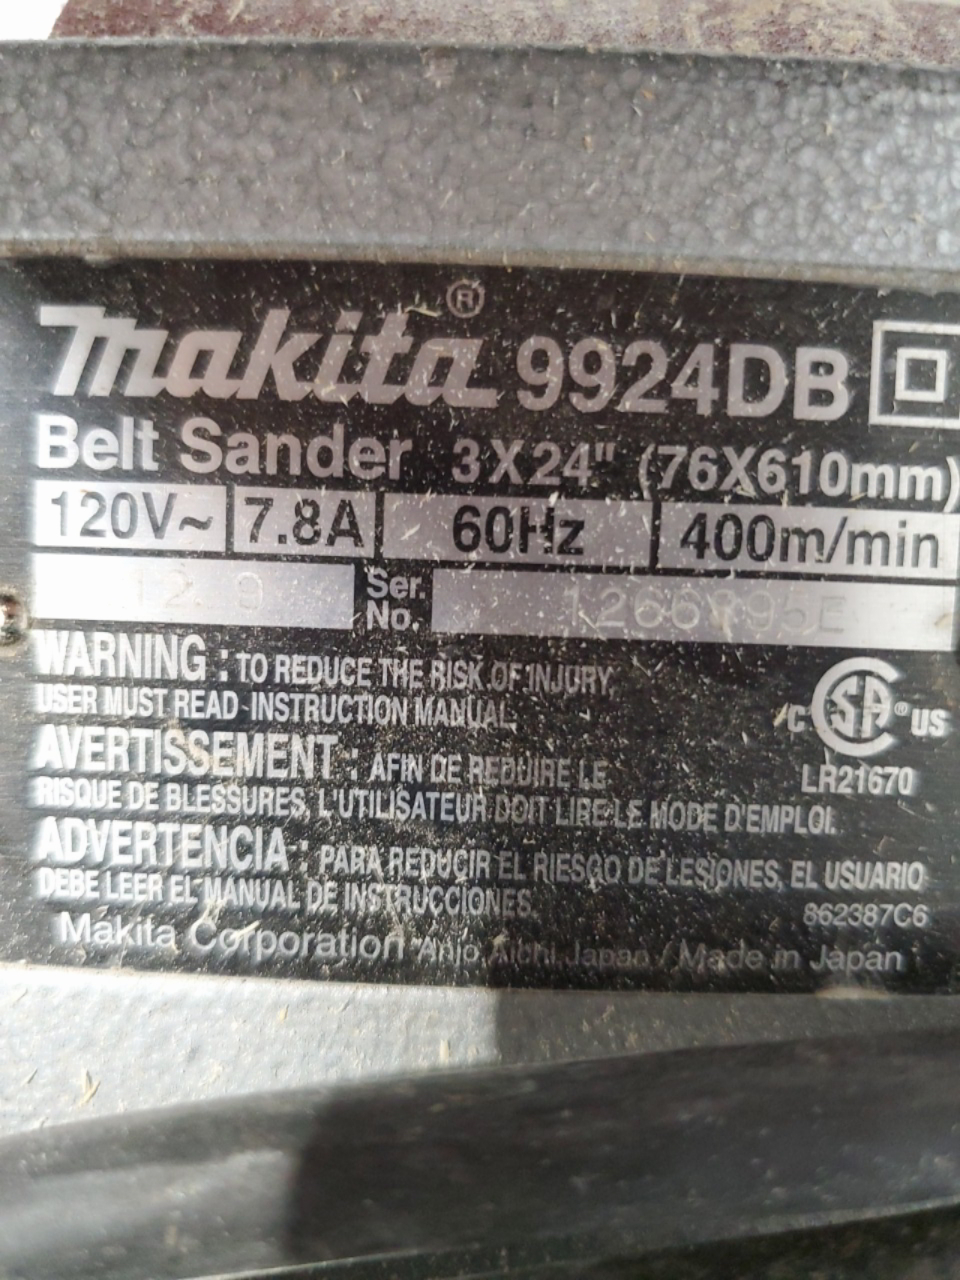 makita® 9924DB
Belt Sander 3X24" (76X610mm)
120V~ 7.8A 60Hz 400m/min
Ser. No.
WARNING : TO REDUCE THE RISK OF INJURY,
USER MUST READ INSTRUCTION MANUAL.
AVERTISSEMENT : AFIN DE REDUIRE LE
RISQUE DE BLESSURES, L'UTILISATEUR DOIT LIRE LE MODE D'EMPLOI.
ADVERTENCIA : PARA REDUCIR EL RIESGO DE LESIONES, EL USUARIO
DEBE LEER EL MANUAL DE INSTRUCCIONES.
C SA ® US
LR21670
862387C6
Makita Corporation Anjo, Aichi, Japan / Made in Japan